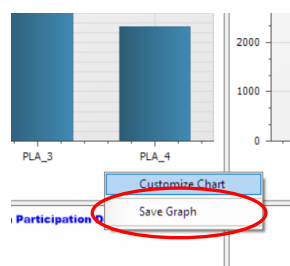 2000
1000
0
PLA_3 PLA_4
Customize Chart
Participation
Save Graph